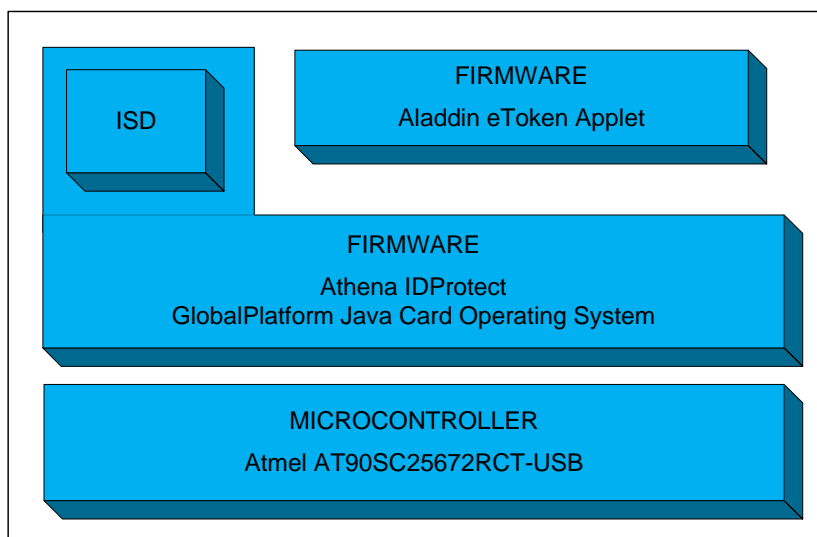 ISD
FIRMWARE
Aladdin eToken Applet
FIRMWARE
Athena IDProtect
GlobalPlatform Java Card Operating System
MICROCONTROLLER
Atmel AT90SC25672RCT-USB